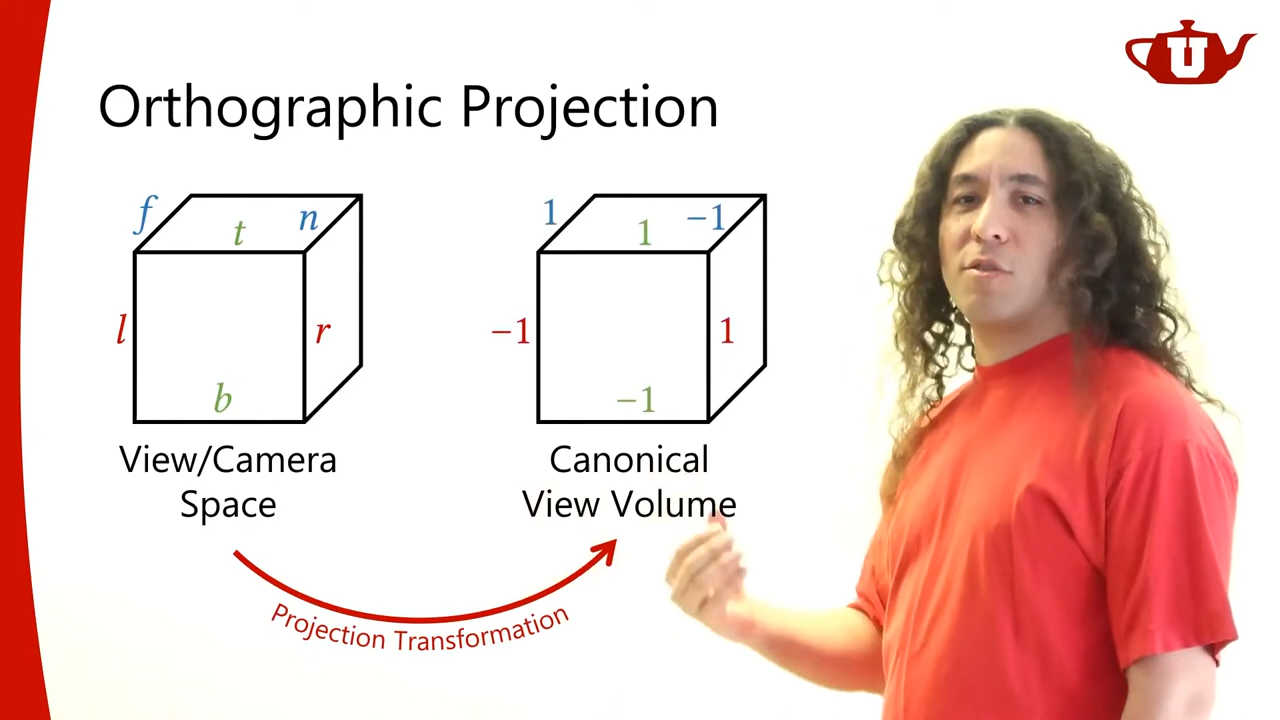 U
Orthographic Projection
f n
t
l r
b
View/Camera
Space
1 −1
1
−1 1
−1
Canonical
View Volume
Projection Transformation